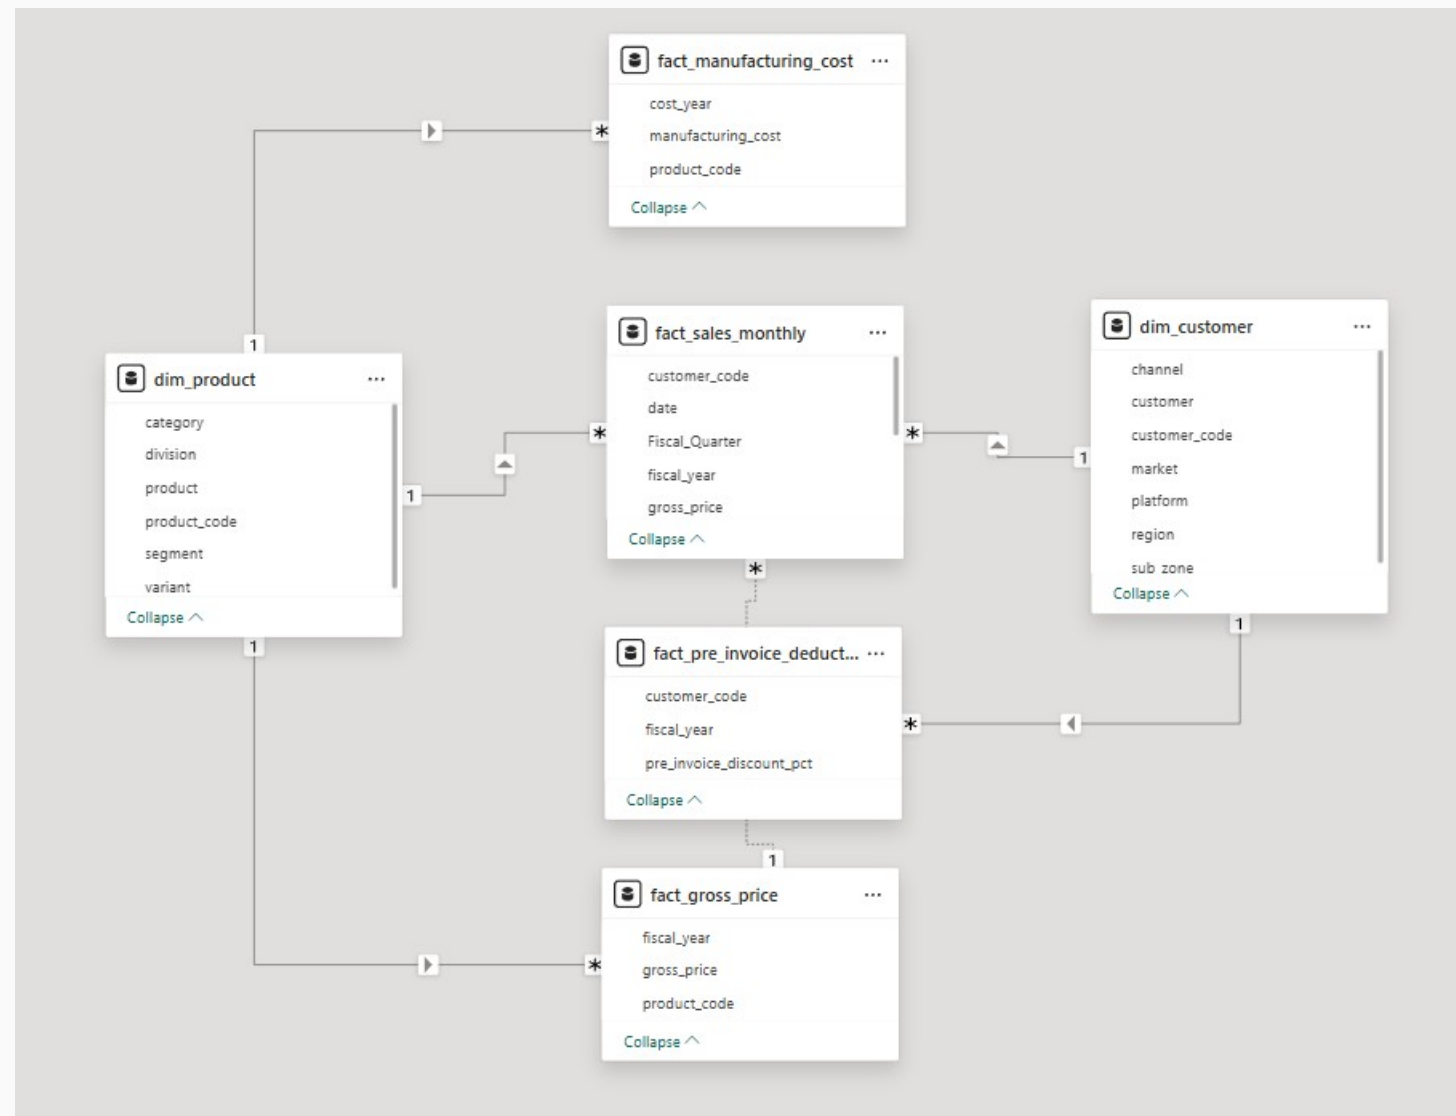 fact_manufacturing_cost ...
cost_year
manufacturing_cost
product_code
Collapse
*
1
dim_product ...
category
division
product
product_code
segment
variant
Collapse
1
1
*
fact_sales_monthly ...
customer_code
date
Fiscal_Quarter
fiscal_year
gross_price
Collapse
*
*
1
dim_customer ...
channel
customer
customer_code
market
platform
region
sub_zone
Collapse
1
fact_pre_invoice_deduct... ...
customer_code
fiscal_year
pre_invoice_discount_pct
Collapse
*
1
fact_gross_price ...
fiscal_year
gross_price
product_code
Collapse
*